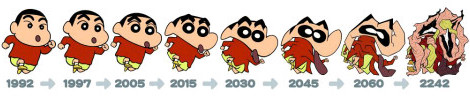 1992 → 1997 → 2005 → 2015 → 2030 → 2045 → 2060 → 2242